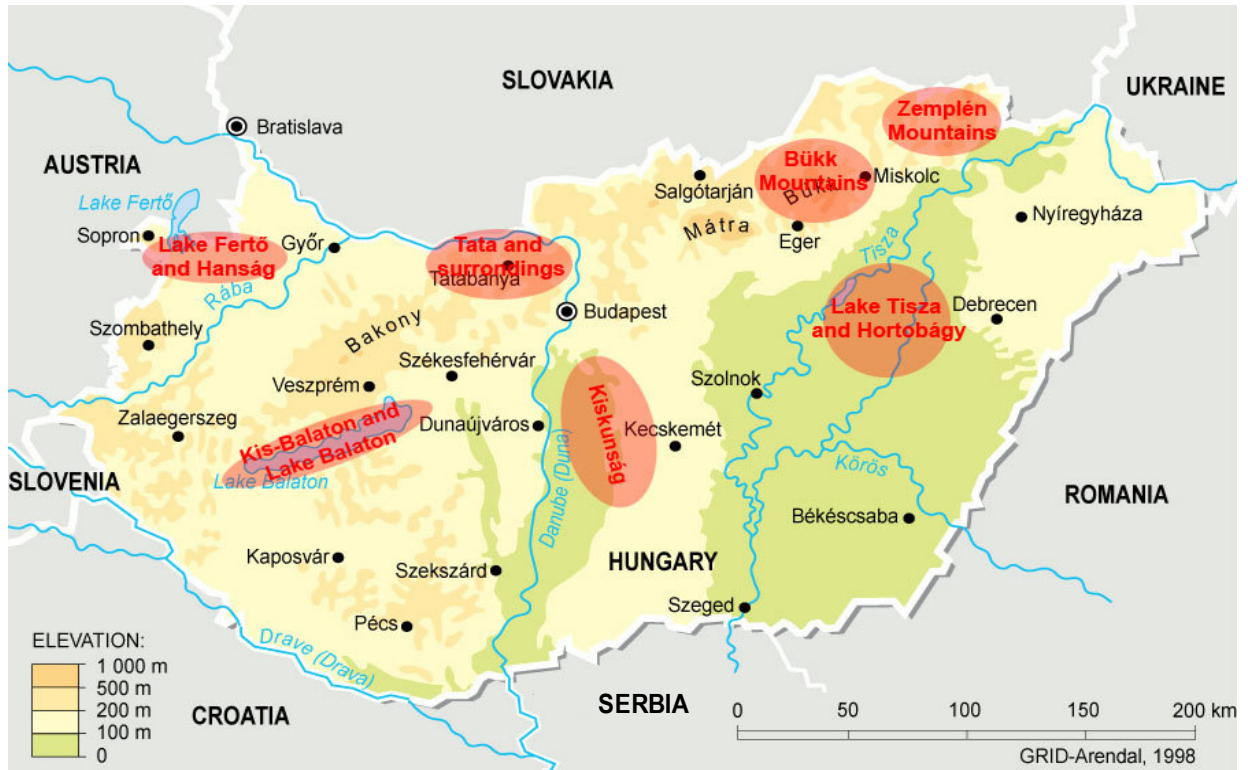 SLOVAKIA
UKRAINE
Zemplén
Mountains
Bratislava
AUSTRIA
Bükk
Mountains
Bükk
Miskolc
Salgótarján
Lake Fertő
Mátra
Nyíregyháza
Sopron
Lake Fertő
and Hanság
Győr
Tata and
surrondings
Tatabánya
Eger
Tisza
Rába
Lake Tisza
and Hortobágy
Debrecen
Szombathely
Bakony
Budapest
Székesfehérvár
Veszprém
Szolnok
Zalaegerszeg
Kis-Balaton and
Lake Balaton
Lake Balaton
Dunaújváros
Kiskunság
Kecskemét
Danube (Duna)
Körös
SLOVENIA
ROMANIA
Békéscsaba
Kaposvár
Szekszárd
HUNGARY
Szeged
Pécs
Drave (Drava)
ELEVATION:
1 000 m
500 m
200 m
100 m
0
CROATIA
SERBIA
0 50 100 150 200 km
GRID-Arendal, 1998